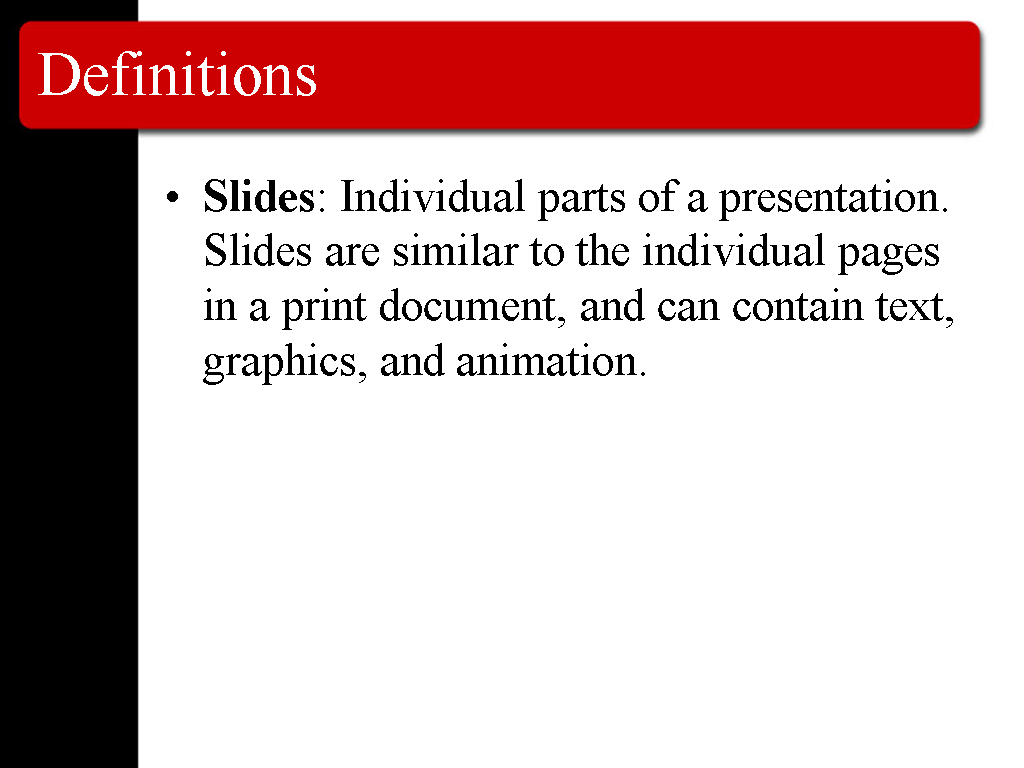 Definitions
• Slides: Individual parts of a presentation.
Slides are similar to the individual pages
in a print document, and can contain text,
graphics, and animation.